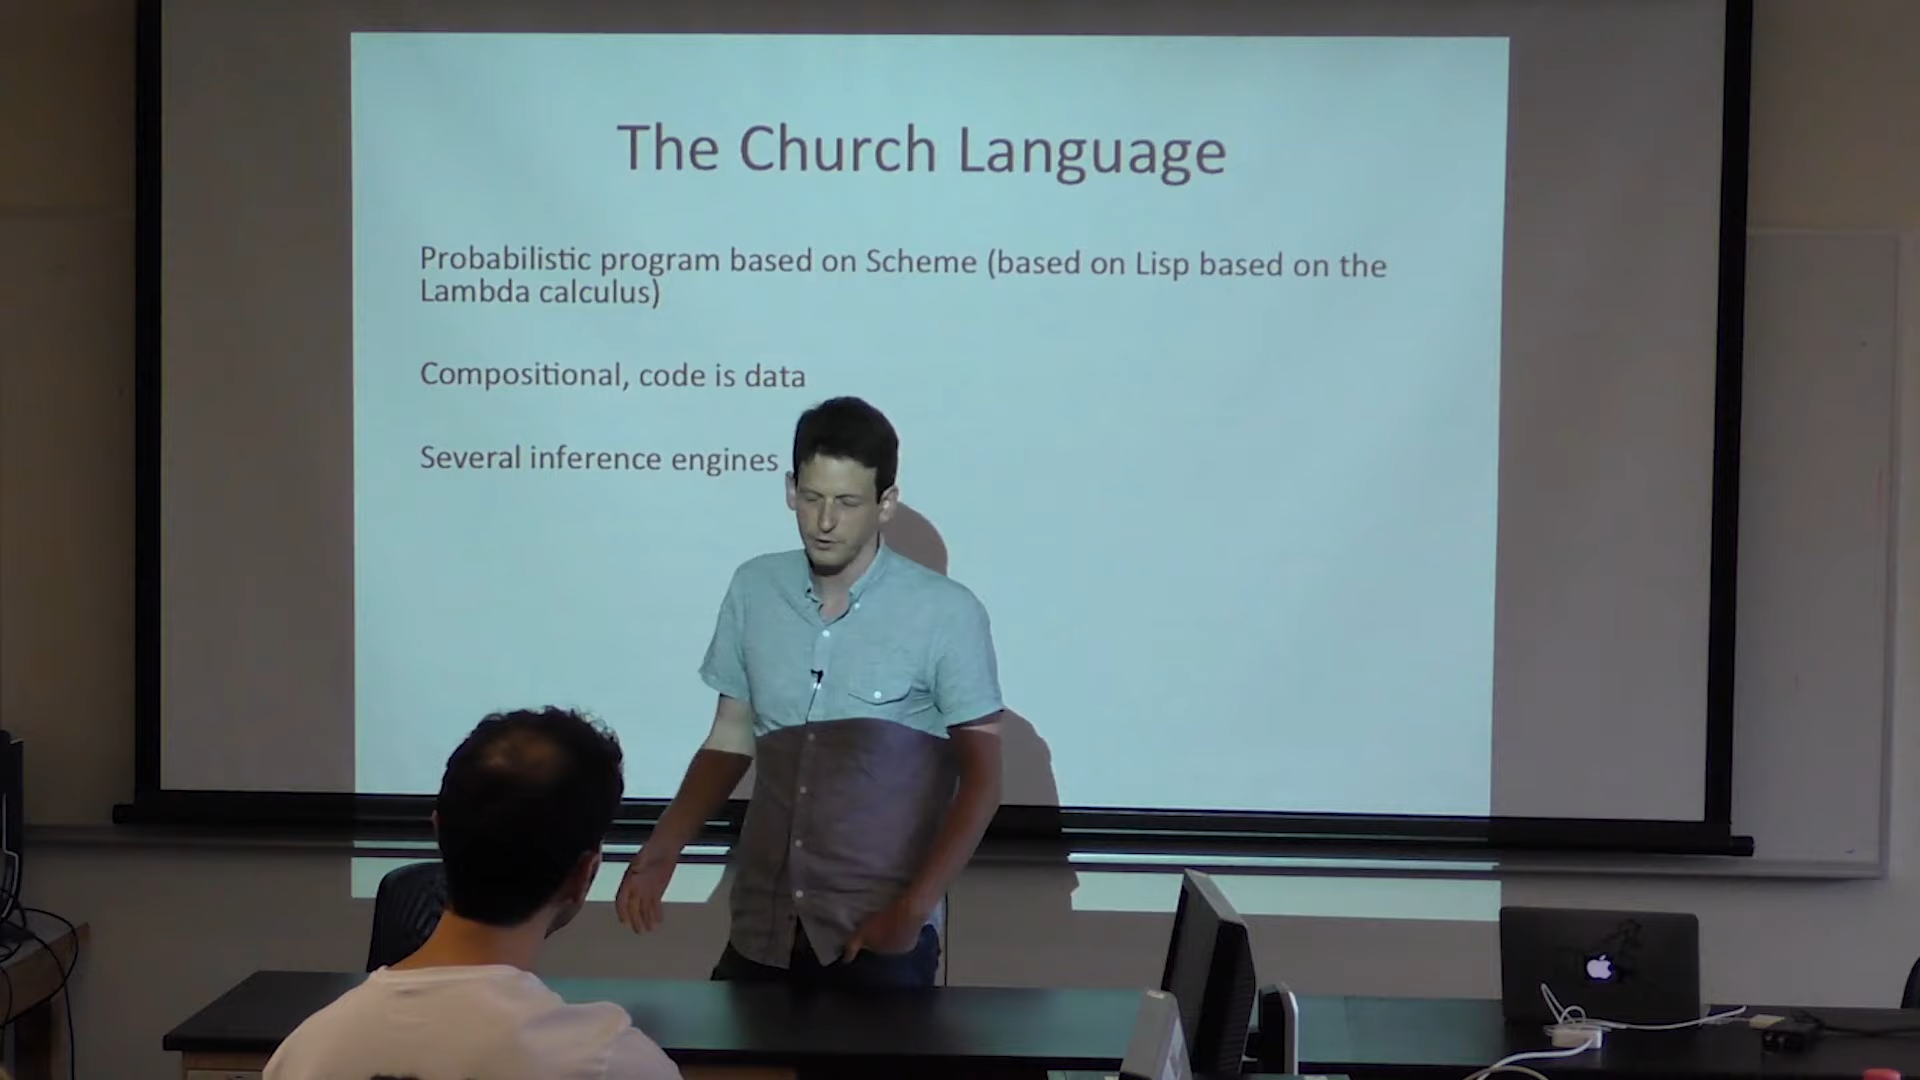 The Church Language
Probabilistic program based on Scheme (based on Lisp based on the
Lambda calculus)
Compositional, code is data
Several inference engines